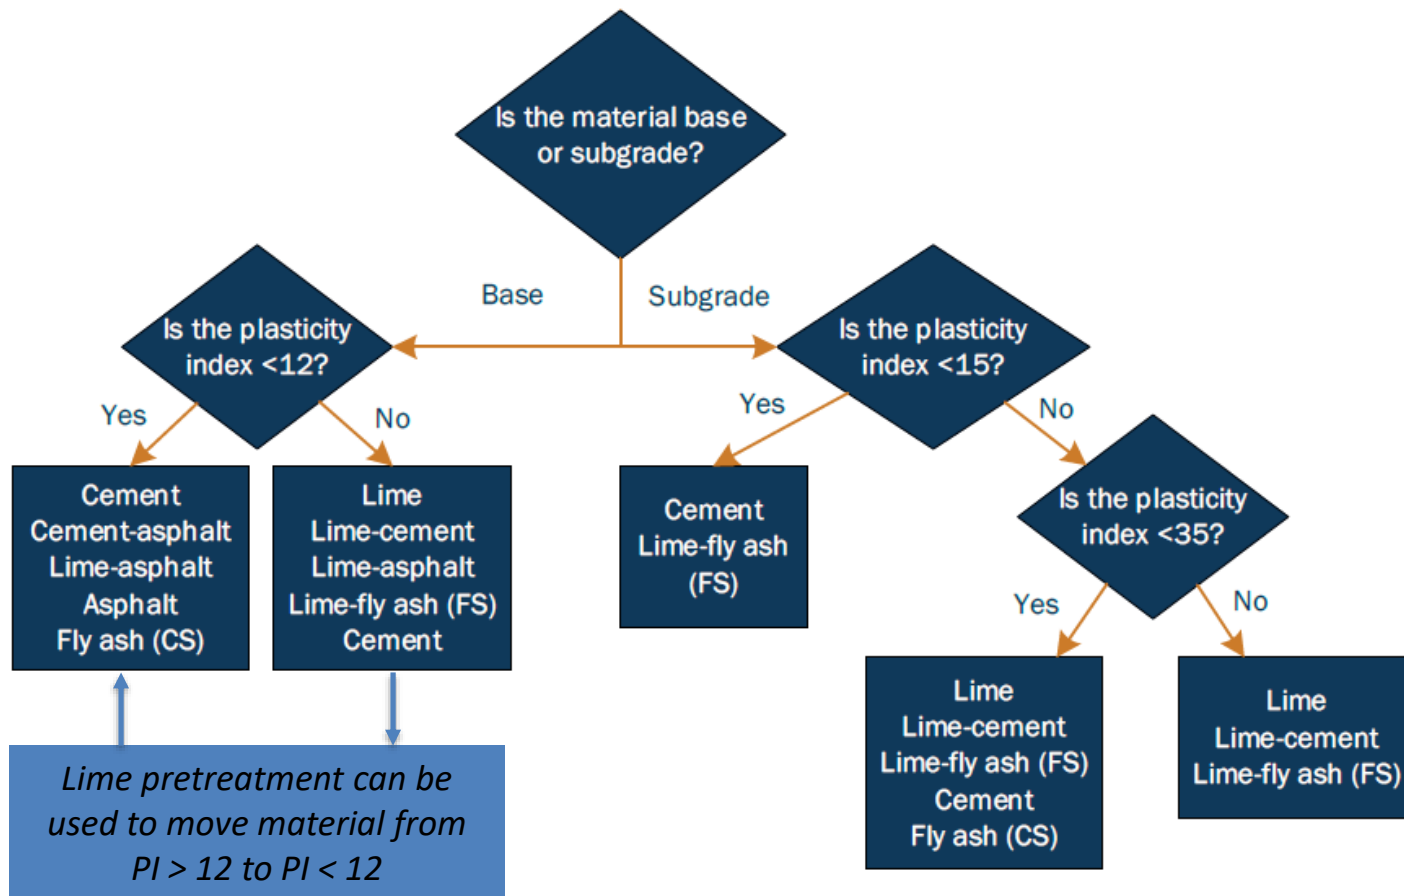 Is the material base
or subgrade?
Base
Subgrade
Is the plasticity
index <12?
Is the plasticity
index <15?
Yes
No
Yes
No
Cement
Cement-asphalt
Lime-asphalt
Asphalt
Fly ash (CS)
Lime
Lime-cement
Lime-asphalt
Lime-fly ash (FS)
Cement
Cement
Lime-fly ash
(FS)
Is the plasticity
index <35?
Yes
No
Lime
Lime-cement
Lime-fly ash (FS)
Cement
Fly ash (CS)
Lime
Lime-cement
Lime-fly ash (FS)
Lime pretreatment can be
used to move material from
PI > 12 to PI < 12